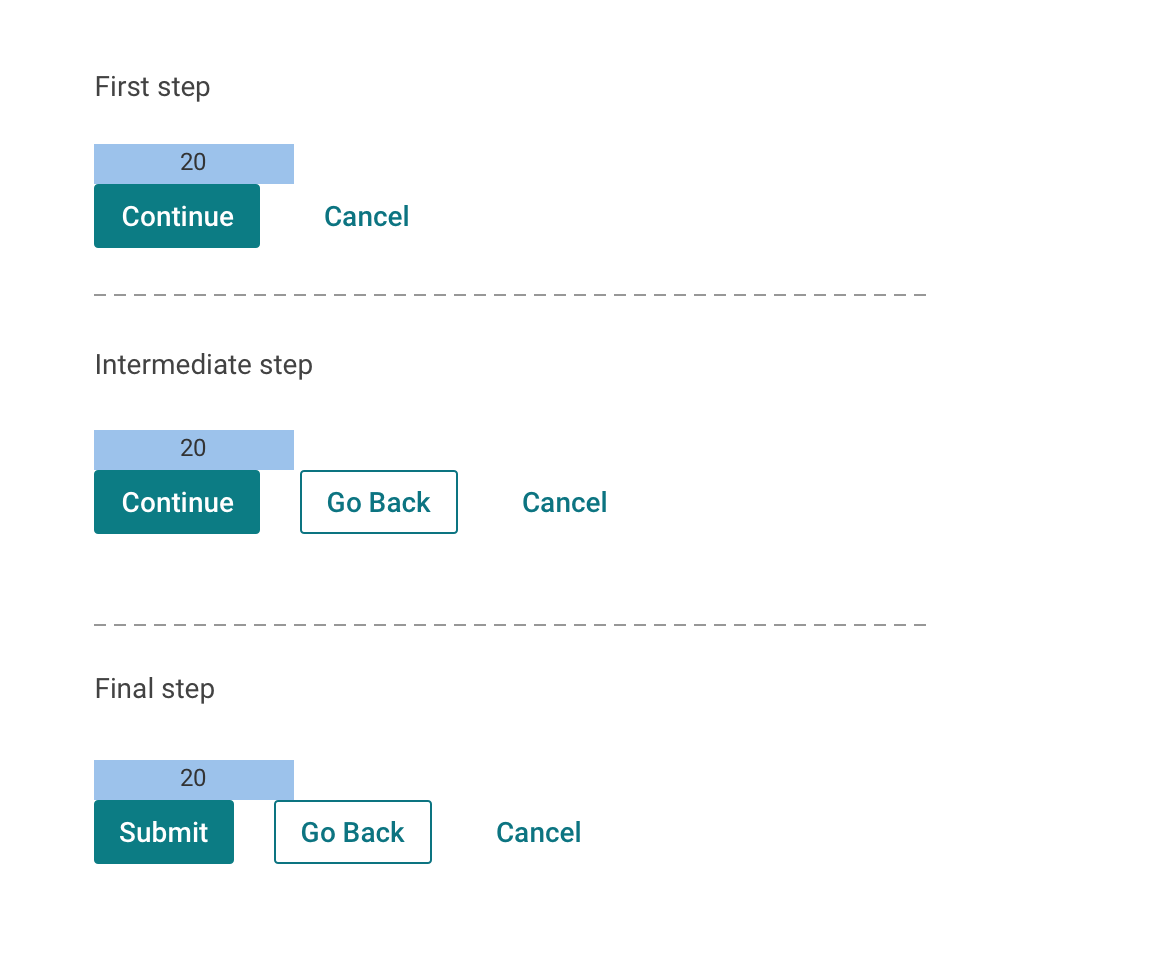 First step
20
Continue Cancel
Intermediate step
20
Continue Go Back Cancel
Final step
20
Submit Go Back Cancel